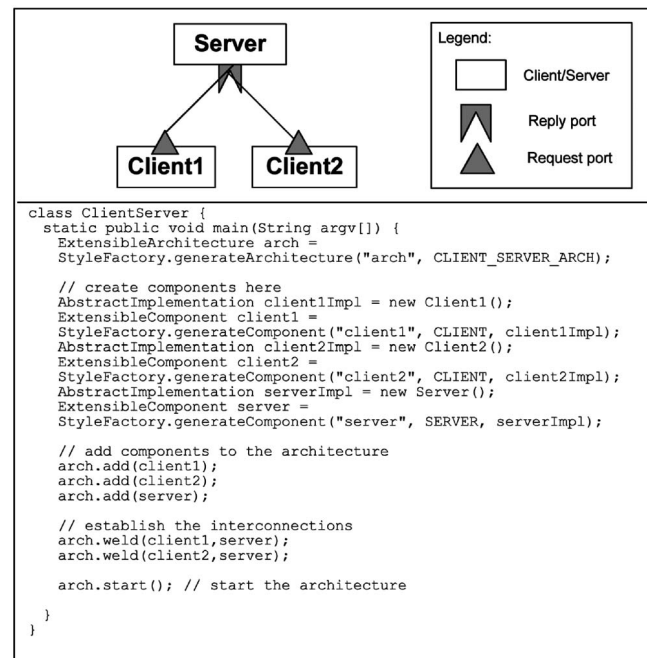 Server
Client1
Client2
Legend:
Client/Server
Reply port
Request port
class ClientServer {
static public void main(String argv[]) {
ExtensibleArchitecture arch =
StyleFactory.generateArchitecture("arch", CLIENT_SERVER_ARCH);
// create components here
AbstractImplementation client1Impl = new Client1();
ExtensibleComponent client1 =
StyleFactory.generateComponent("client1", CLIENT, client1Impl);
AbstractImplementation client2Impl = new Client2();
ExtensibleComponent client2 =
StyleFactory.generateComponent("client2", CLIENT, client2Impl);
AbstractImplementation serverImpl = new Server();
ExtensibleComponent server =
StyleFactory.generateComponent("server", SERVER, serverImpl);
// add components to the architecture
arch.add(client1);
arch.add(client2);
arch.add(server);
// establish the interconnections
arch.weld(client1,server);
arch.weld(client2,server);
arch.start(); // start the architecture
}
}